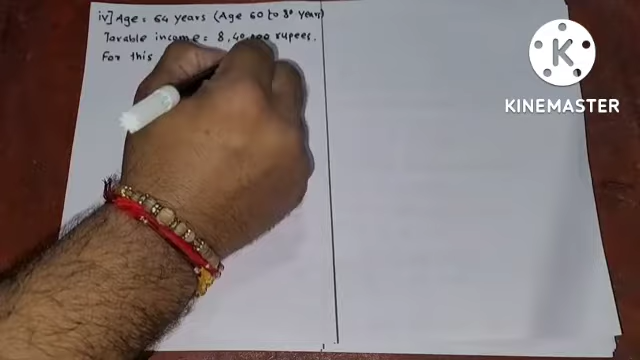 iv] Age = 64 years (Age 60 to 80 years)
Taxable income = 8,40,000 rupees.
For this
KINEMASTER